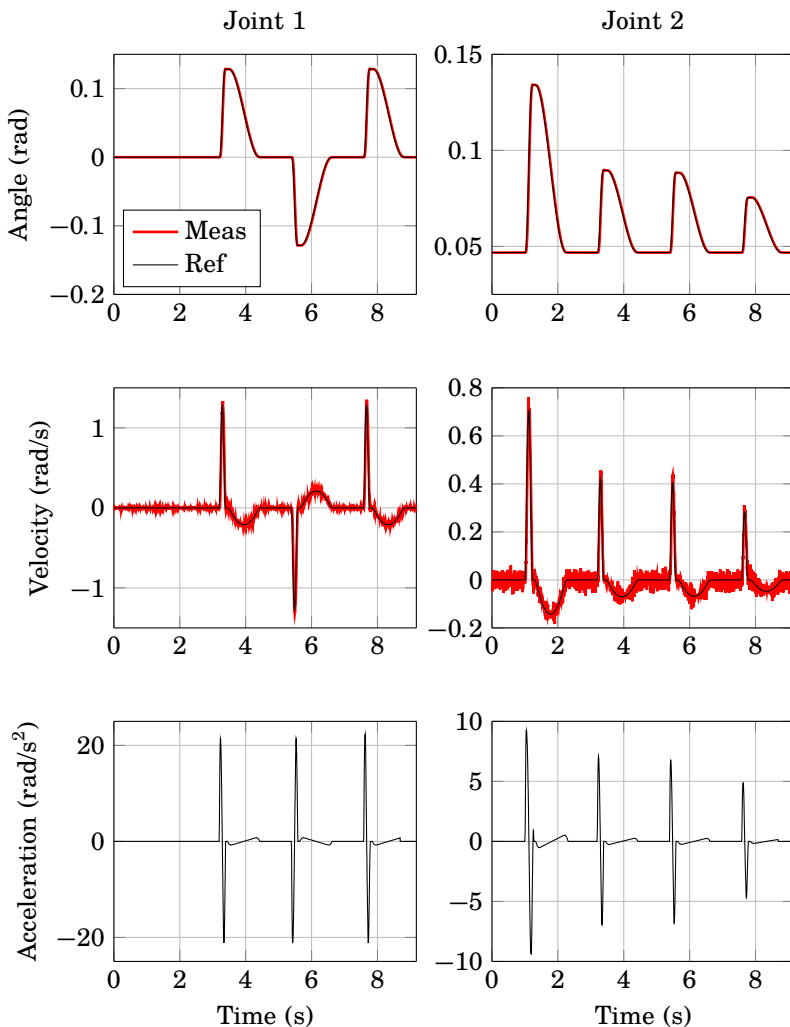 Joint 1
Joint 2
Angle (rad)
0.1
0
−0.1
−0.2
Meas
Ref
0 2 4 6 8
0.15
0.1
0.05
0 2 4 6 8
Velocity (rad/s)
1
0
−1
0 2 4 6 8
0.8
0.6
0.4
0.2
0
−0.2
0 2 4 6 8
Acceleration (rad/s²)
20
0
−20
0 2 4 6 8
Time (s)
10
5
0
−5
−10
0 2 4 6 8
Time (s)